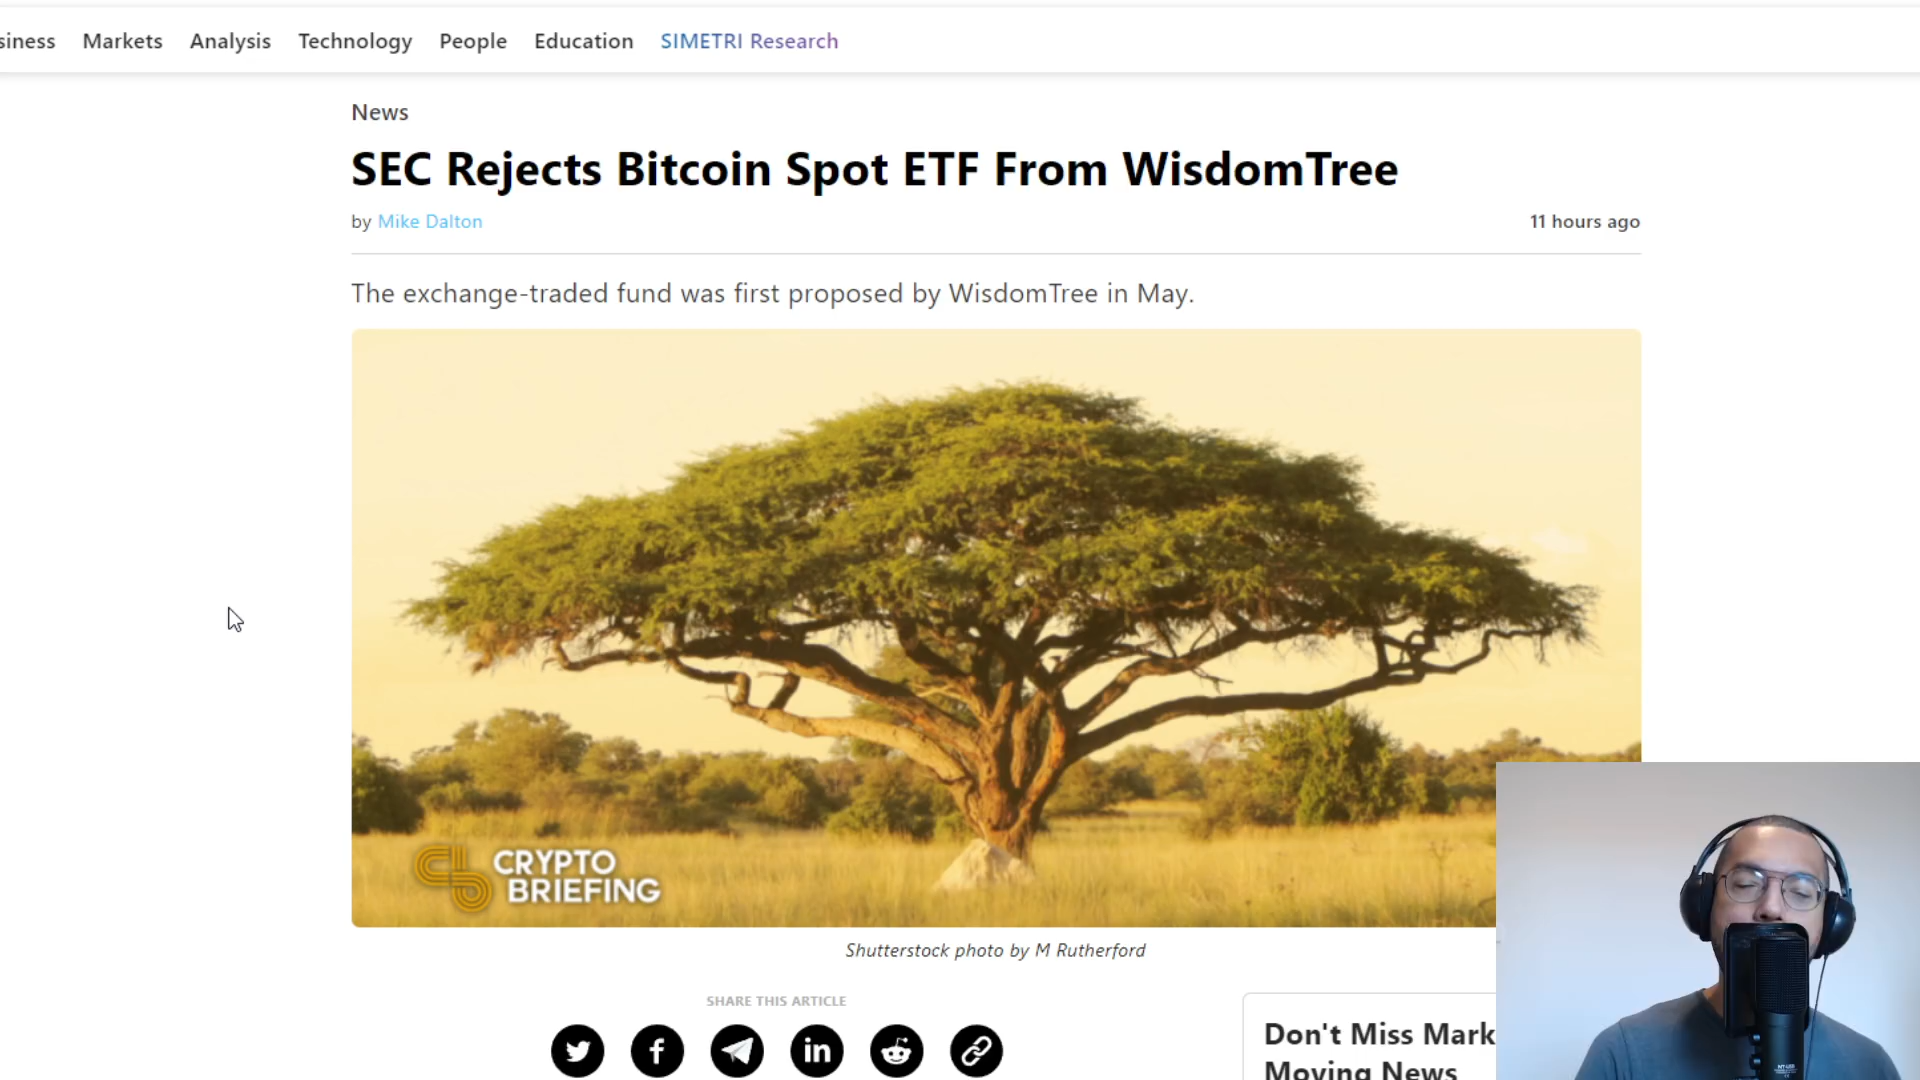 siness Markets Analysis Technology People Education SIMETRI Research
News
SEC Rejects Bitcoin Spot ETF From WisdomTree
by Mike Dalton
11 hours ago
The exchange-traded fund was first proposed by WisdomTree in May.
CRYPTO
BRIEFING
Shutterstock photo by M Rutherford
SHARE THIS ARTICLE
Don't Miss Mark
Moving News